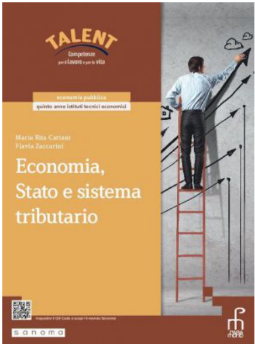 TALENT
Competenze
per il lavoro e per la vita
economia pubblica
quinto anno istituti tecnici economici
Maria Rita Cattani
Flavia Zaccarini
Economia,
Stato e sistema
tributario
sanoma